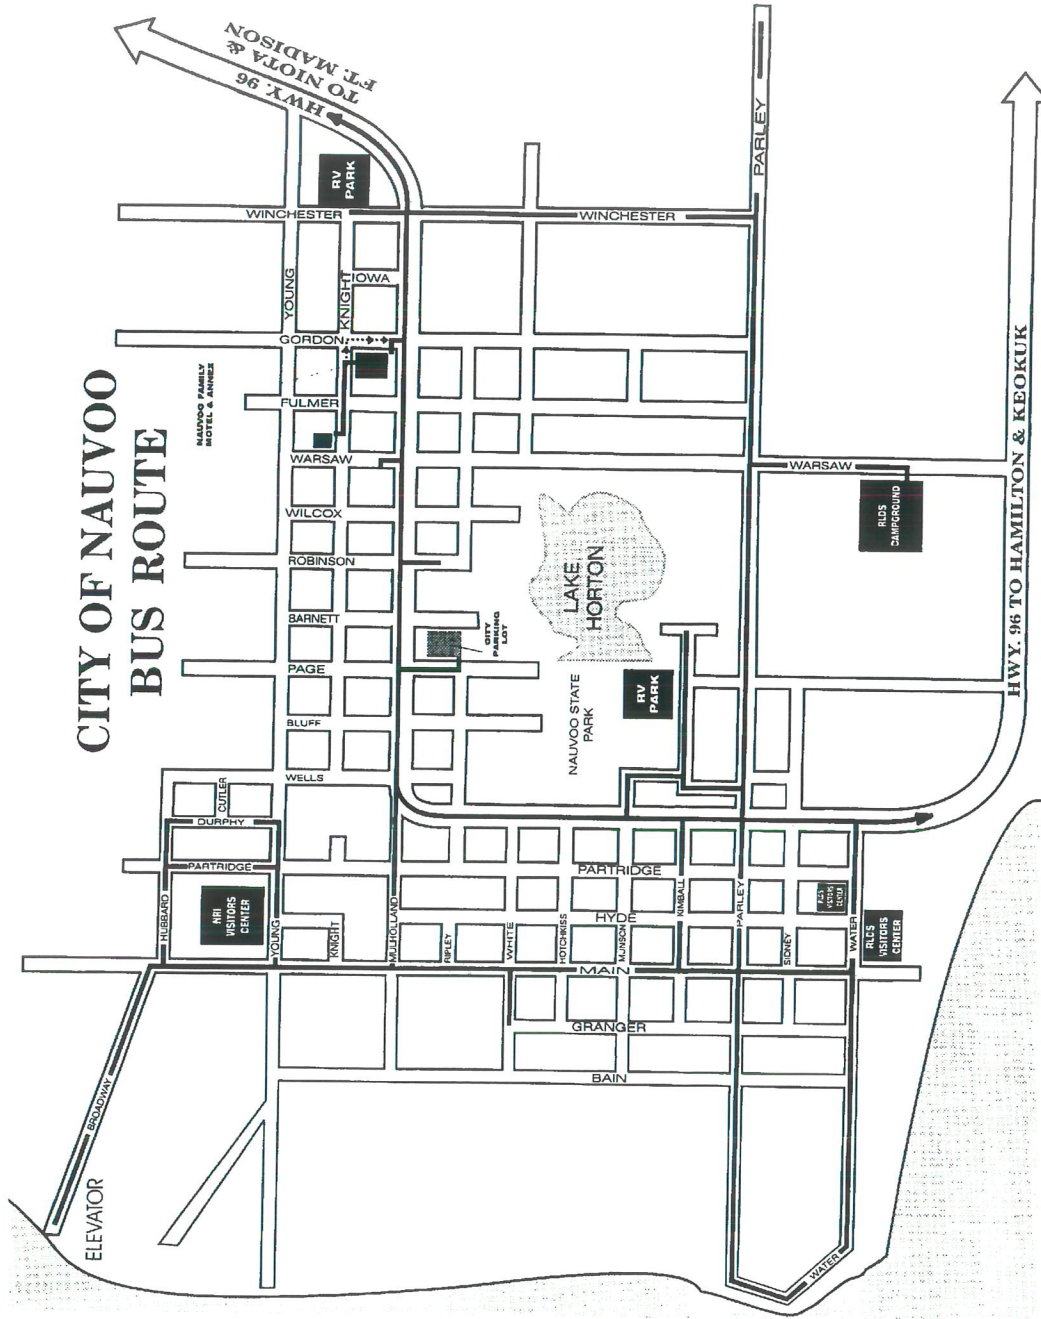 CITY OF NAUVOO
BUS ROUTE
HWY. 96
TO NIOTA &
FT. MADISON
PARLEY
RV
PARK
WINCHESTER
WINCHESTER
YOUNG
KNIGHT
IOWA
GORDON
NAUVOO FAMILY
MOTEL & ANNEX
FULMER
WARSAW
WARSAW
WILCOX
RLDS
CAMPGROUND
HWY. 96 TO HAMILTON & KEOKUK
ROBINSON
LAKE
HORTON
BARNETT
CITY
PARKING
LOT
PAGE
NAUVOO STATE
PARK
RV
PARK
BLUFF
WELLS
CUTLER
DURPHY
PARTRIDGE
PARTRIDGE
HUBBARD
NRI
VISITORS
CENTER
YOUNG
KNIGHT
MULHOLLAND
RIPLEY
WHITE
HOTCHKISS
HYDE
MUNSON
KIMBALL
PARLEY
SIDNEY
WATER
VISITORS
CENTER
RLDS
VISITORS
CENTER
MAIN
GRANGER
BAIN
BROADWAY
ELEVATOR
WATER